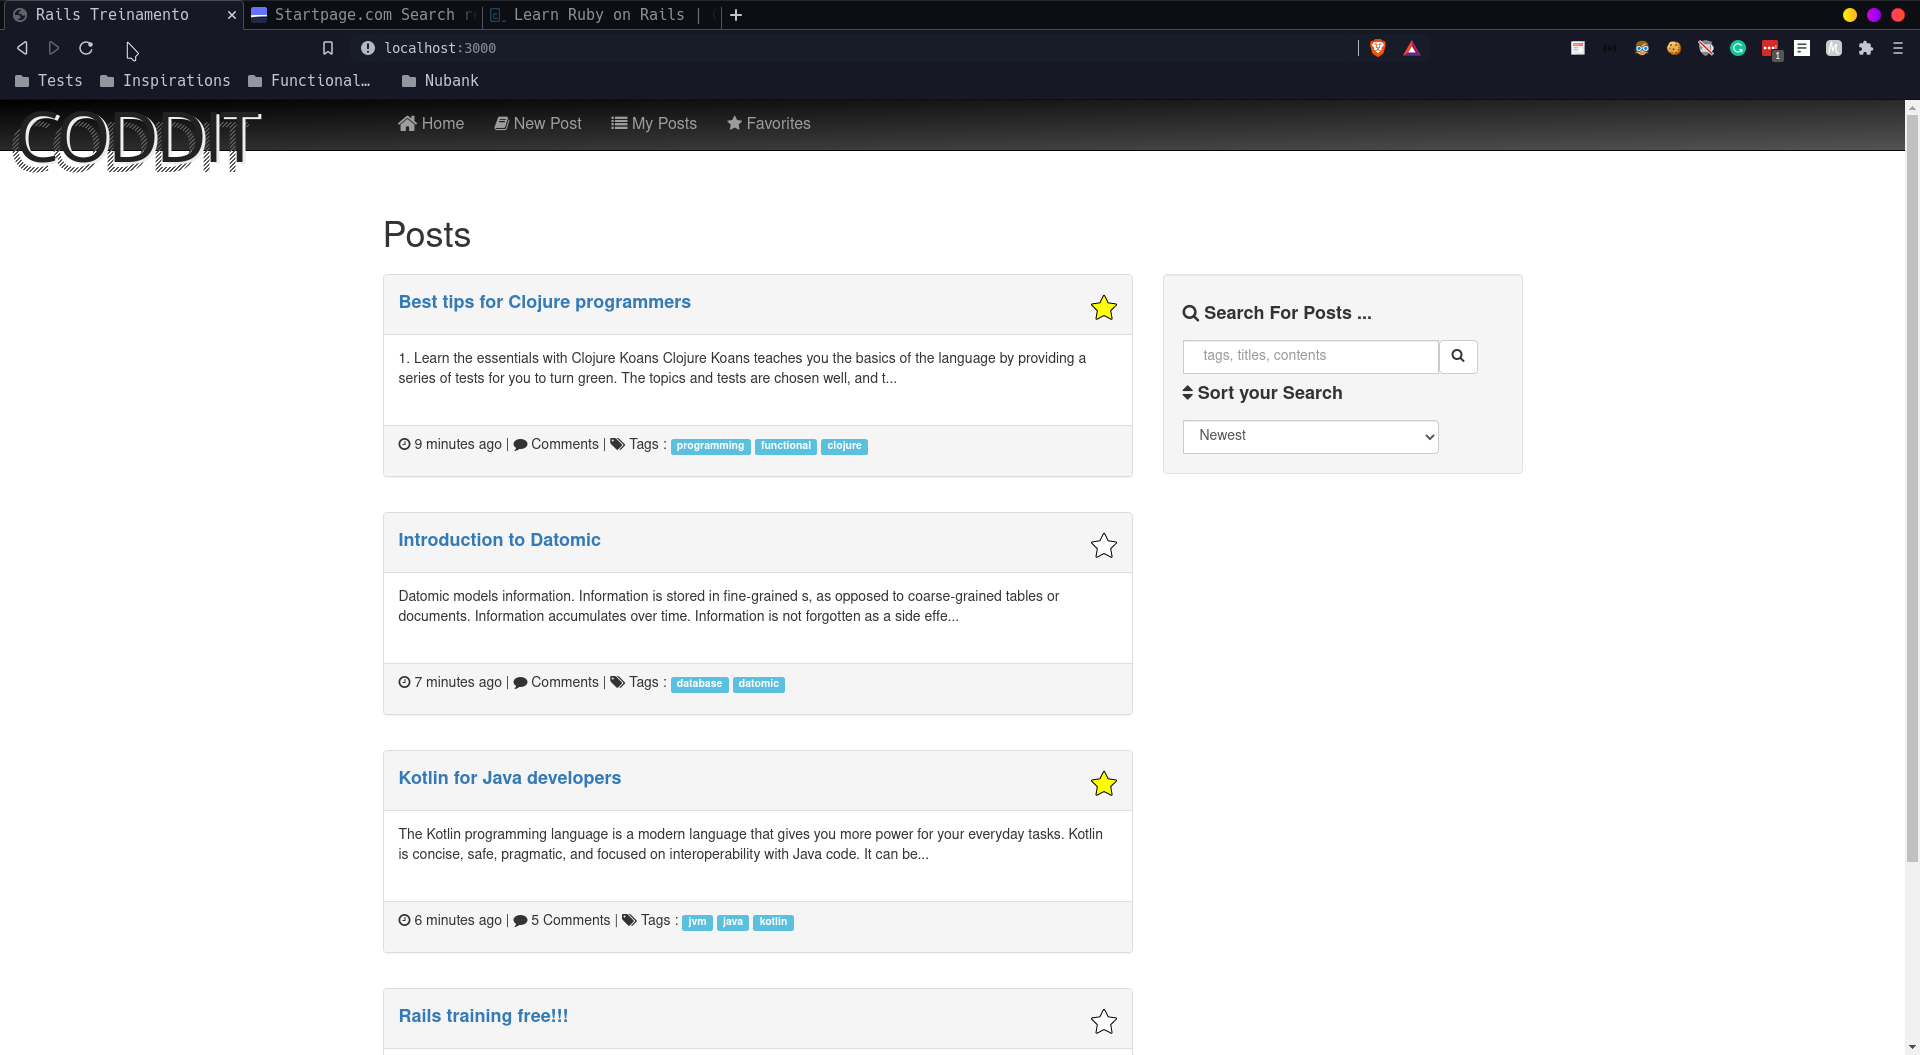 Rails Treinamento
Startpage.com Search r
Learn Ruby on Rails |
localhost:3000
1
Tests
Inspirations
Functional…
Nubank
CODDIT
Home
New Post
My Posts
Favorites
Posts
Best tips for Clojure programmers
1. Learn the essentials with Clojure Koans Clojure Koans teaches you the basics of the language by providing a
series of tests for you to turn green. The topics and tests are chosen well, and t...
9 minutes ago | Comments | Tags : programming functional clojure
Search For Posts ...
tags, titles, contents
Sort your Search
Newest
Introduction to Datomic
Datomic models information. Information is stored in fine-grained s, as opposed to coarse-grained tables or
documents. Information accumulates over time. Information is not forgotten as a side effe...
7 minutes ago | Comments | Tags : database datomic
Kotlin for Java developers
The Kotlin programming language is a modern language that gives you more power for your everyday tasks. Kotlin
is concise, safe, pragmatic, and focused on interoperability with Java code. It can be...
6 minutes ago | 5 Comments | Tags : jvm java kotlin
Rails training free!!!